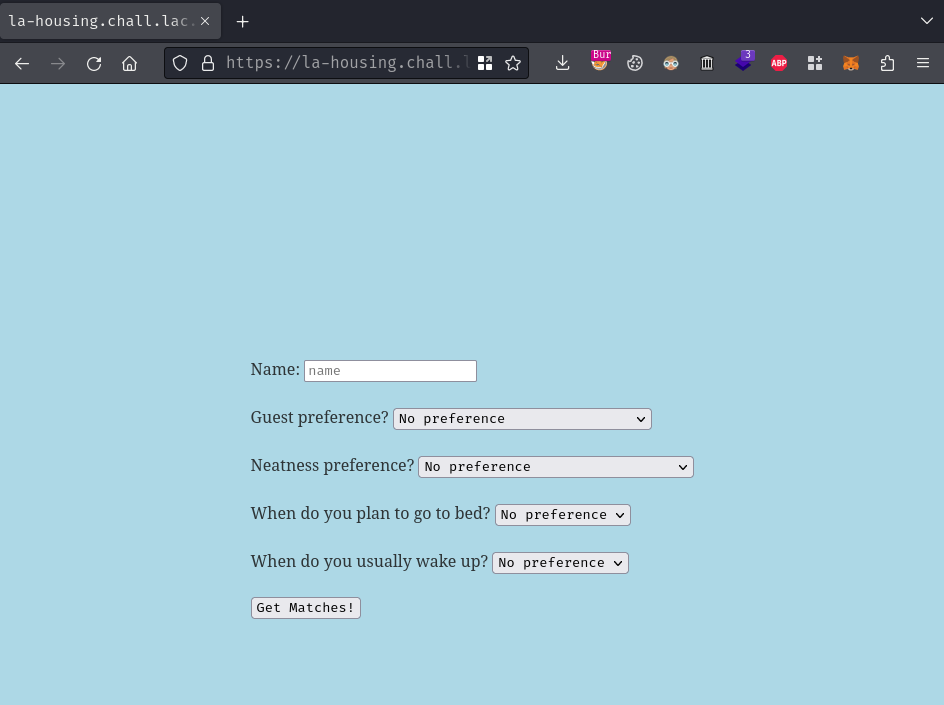 la-housing.chall.lac.
https://la-housing.chall.l
Bur
3
ABP
Name: name
Guest preference? No preference
Neatness preference? No preference
When do you plan to go to bed? No preference
When do you usually wake up? No preference
Get Matches!